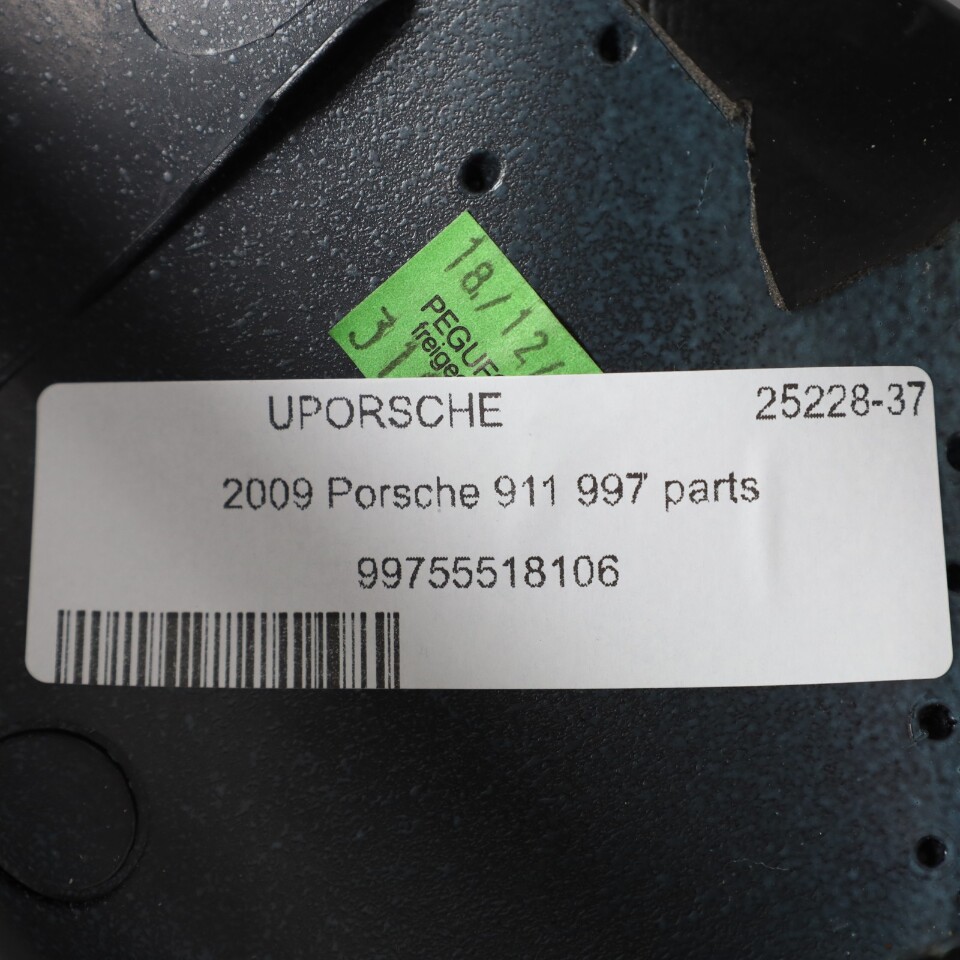 18./12/
PEGUF
freige
31
UPORSCHE 25228-37
2009 Porsche 911 997 parts
99755518106